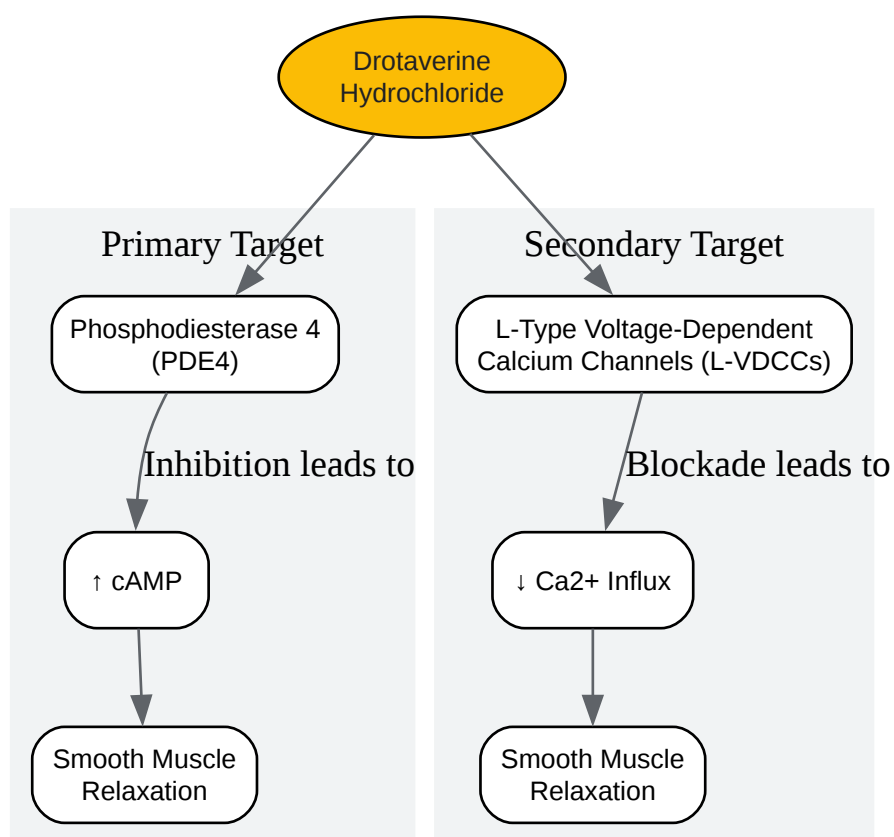 Drotaverine
Hydrochloride
Primary Target
Phosphodiesterase 4
(PDE4)
Inhibition leads to
↑ cAMP
Smooth Muscle
Relaxation
Secondary Target
L-Type Voltage-Dependent
Calcium Channels (L-VDCCs)
Blockade leads to
↓ Ca2+ Influx
Smooth Muscle
Relaxation